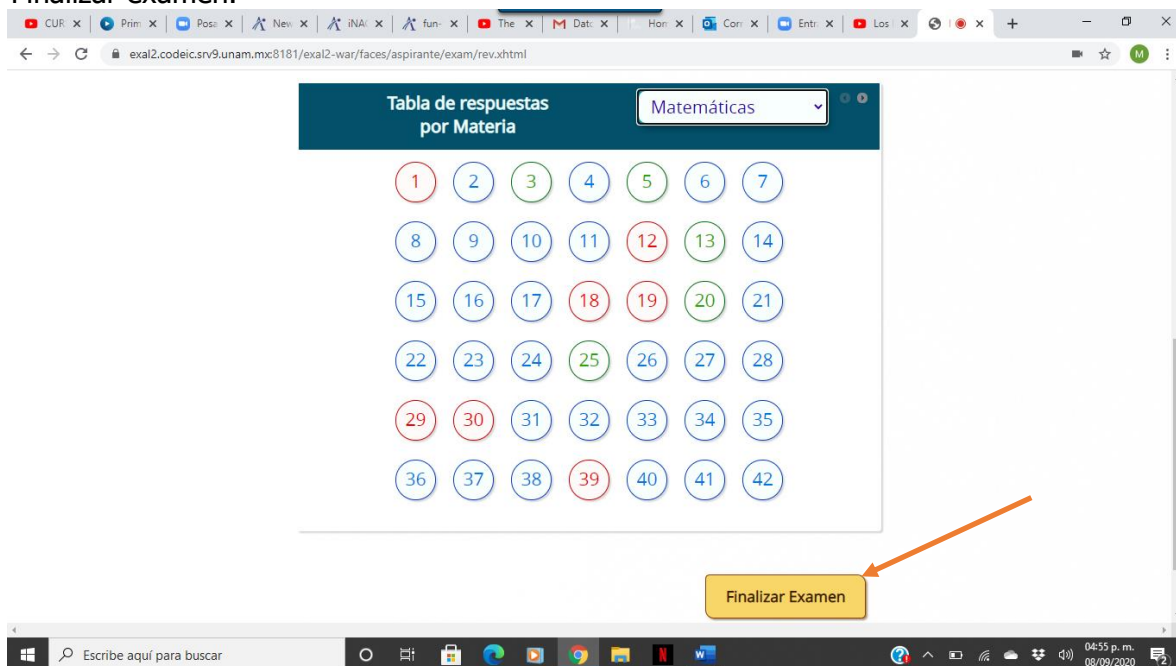 Finalizar examen.
CUR
Prim
Posa
New
iNA
fun-
The
M Dato
Hom
Con
Entr
Los
exal2.codeic.srv9.unam.mx:8181/exal2-war/faces/aspirante/exam/rev.xhtml
M
Tabla de respuestas
por Materia
Matemáticas
1 2 3 4 5 6 7
8 9 10 11 12 13 14
15 16 17 18 19 20 21
22 23 24 25 26 27 28
29 30 31 32 33 34 35
36 37 38 39 40 41 42
Finalizar Examen
Escribe aquí para buscar
04:55 p. m.
08/09/2020